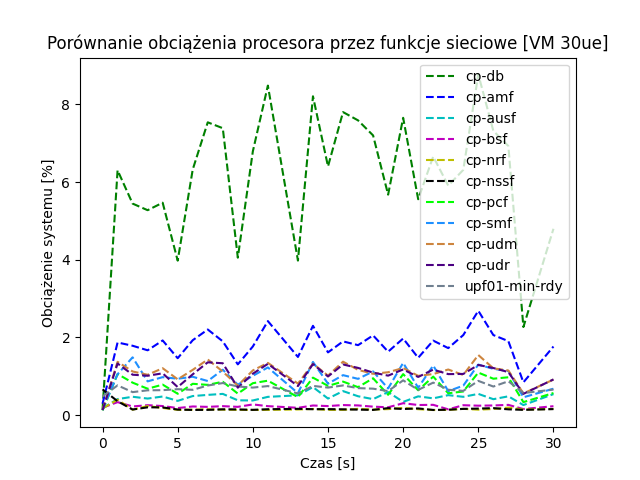 Porównanie obciążenia procesora przez funkcje sieciowe [VM 30ue]
Obciążenie systemu [%]
8
6
4
2
0
cp-db
cp-amf
cp-ausf
cp-bsf
cp-nrf
cp-nssf
cp-pcf
cp-smf
cp-udm
cp-udr
upf01-min-rdy
0 5 10 15 20 25 30
Czas [s]